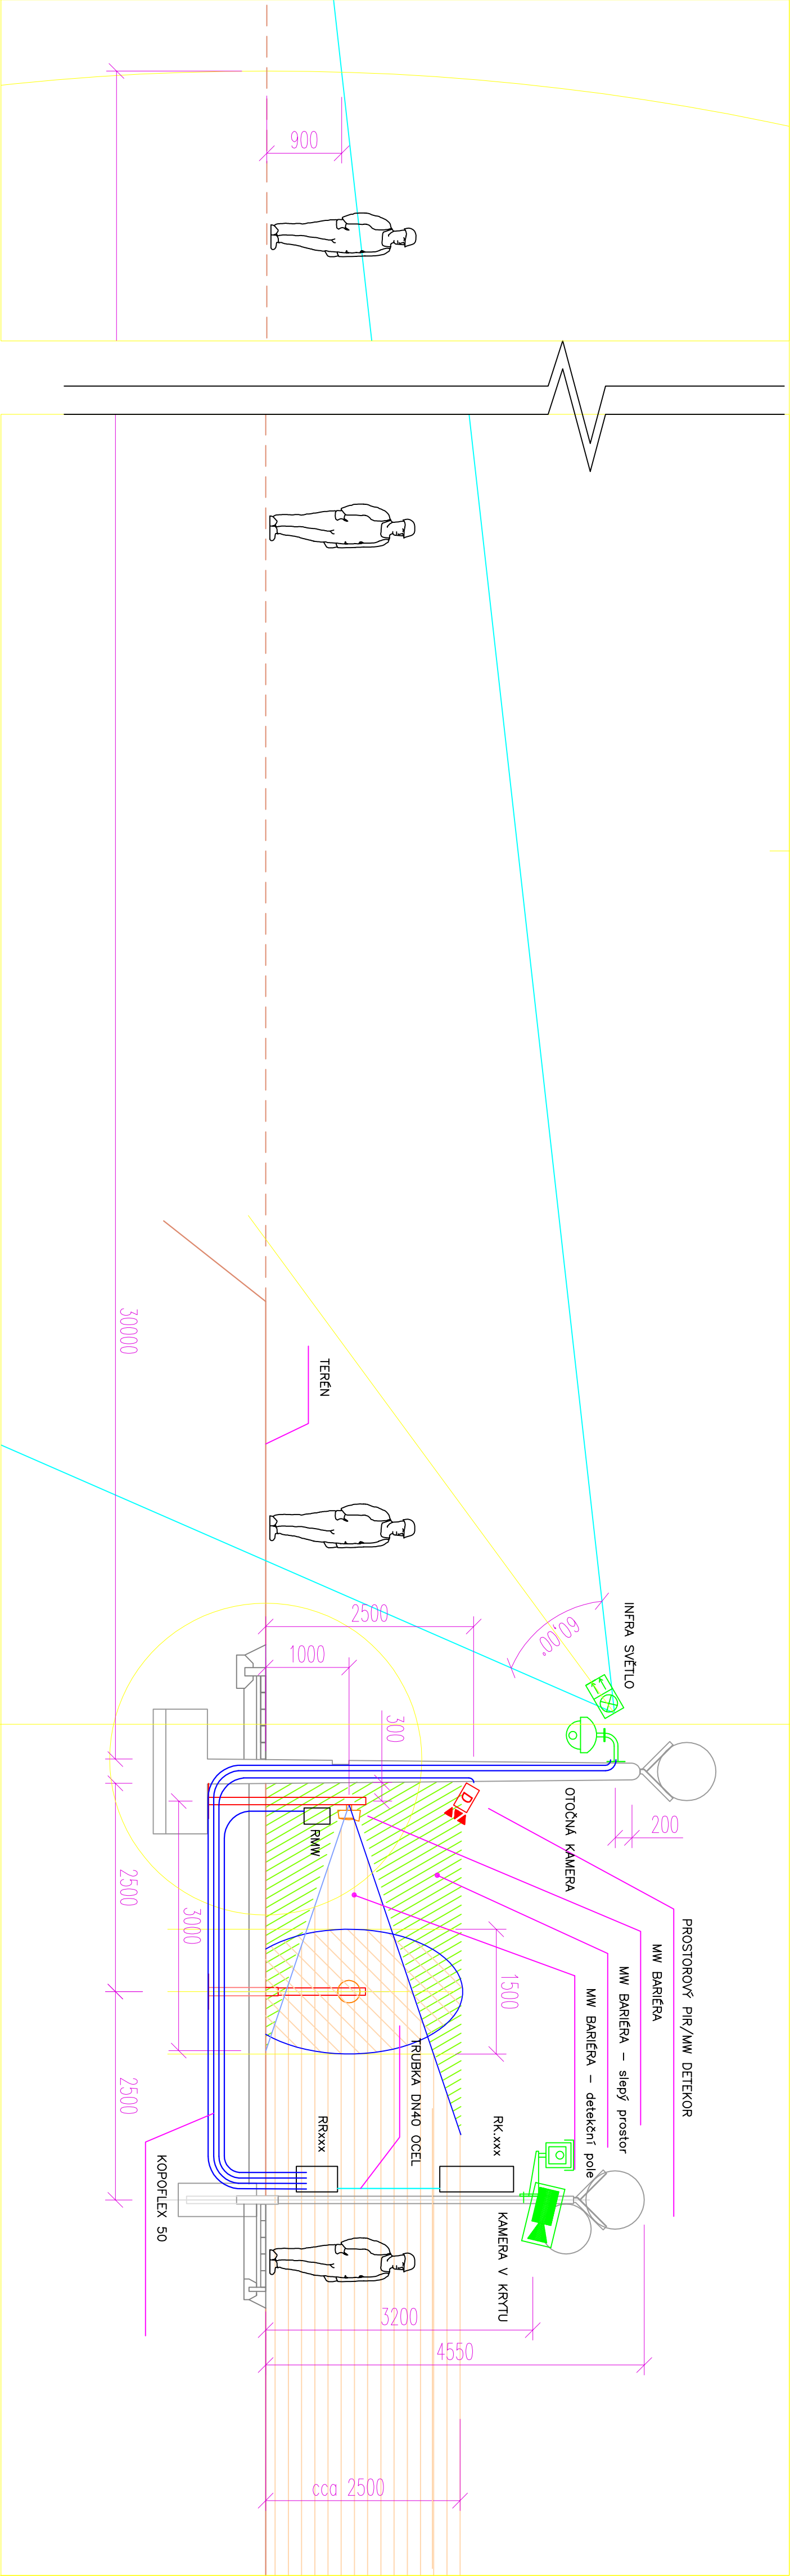 900
30000
TERÉN
2500
1000
300
60,00°
INFRA SVĚTLO
OTOČNÁ KAMERA
200
D
RMW
PROSTOROVÝ PIR/MW DETEKOR
MW BARIÉRA
MW BARIÉRA – slepý prostor
MW BARIÉRA – detekční pole
2500
3000
1500
2500
TRUBKA DN40 OCEL
RRxxx
RK.xxx
KAMERA V KRYTU
KOPOFLEX 50
3200
4550
cca 2500